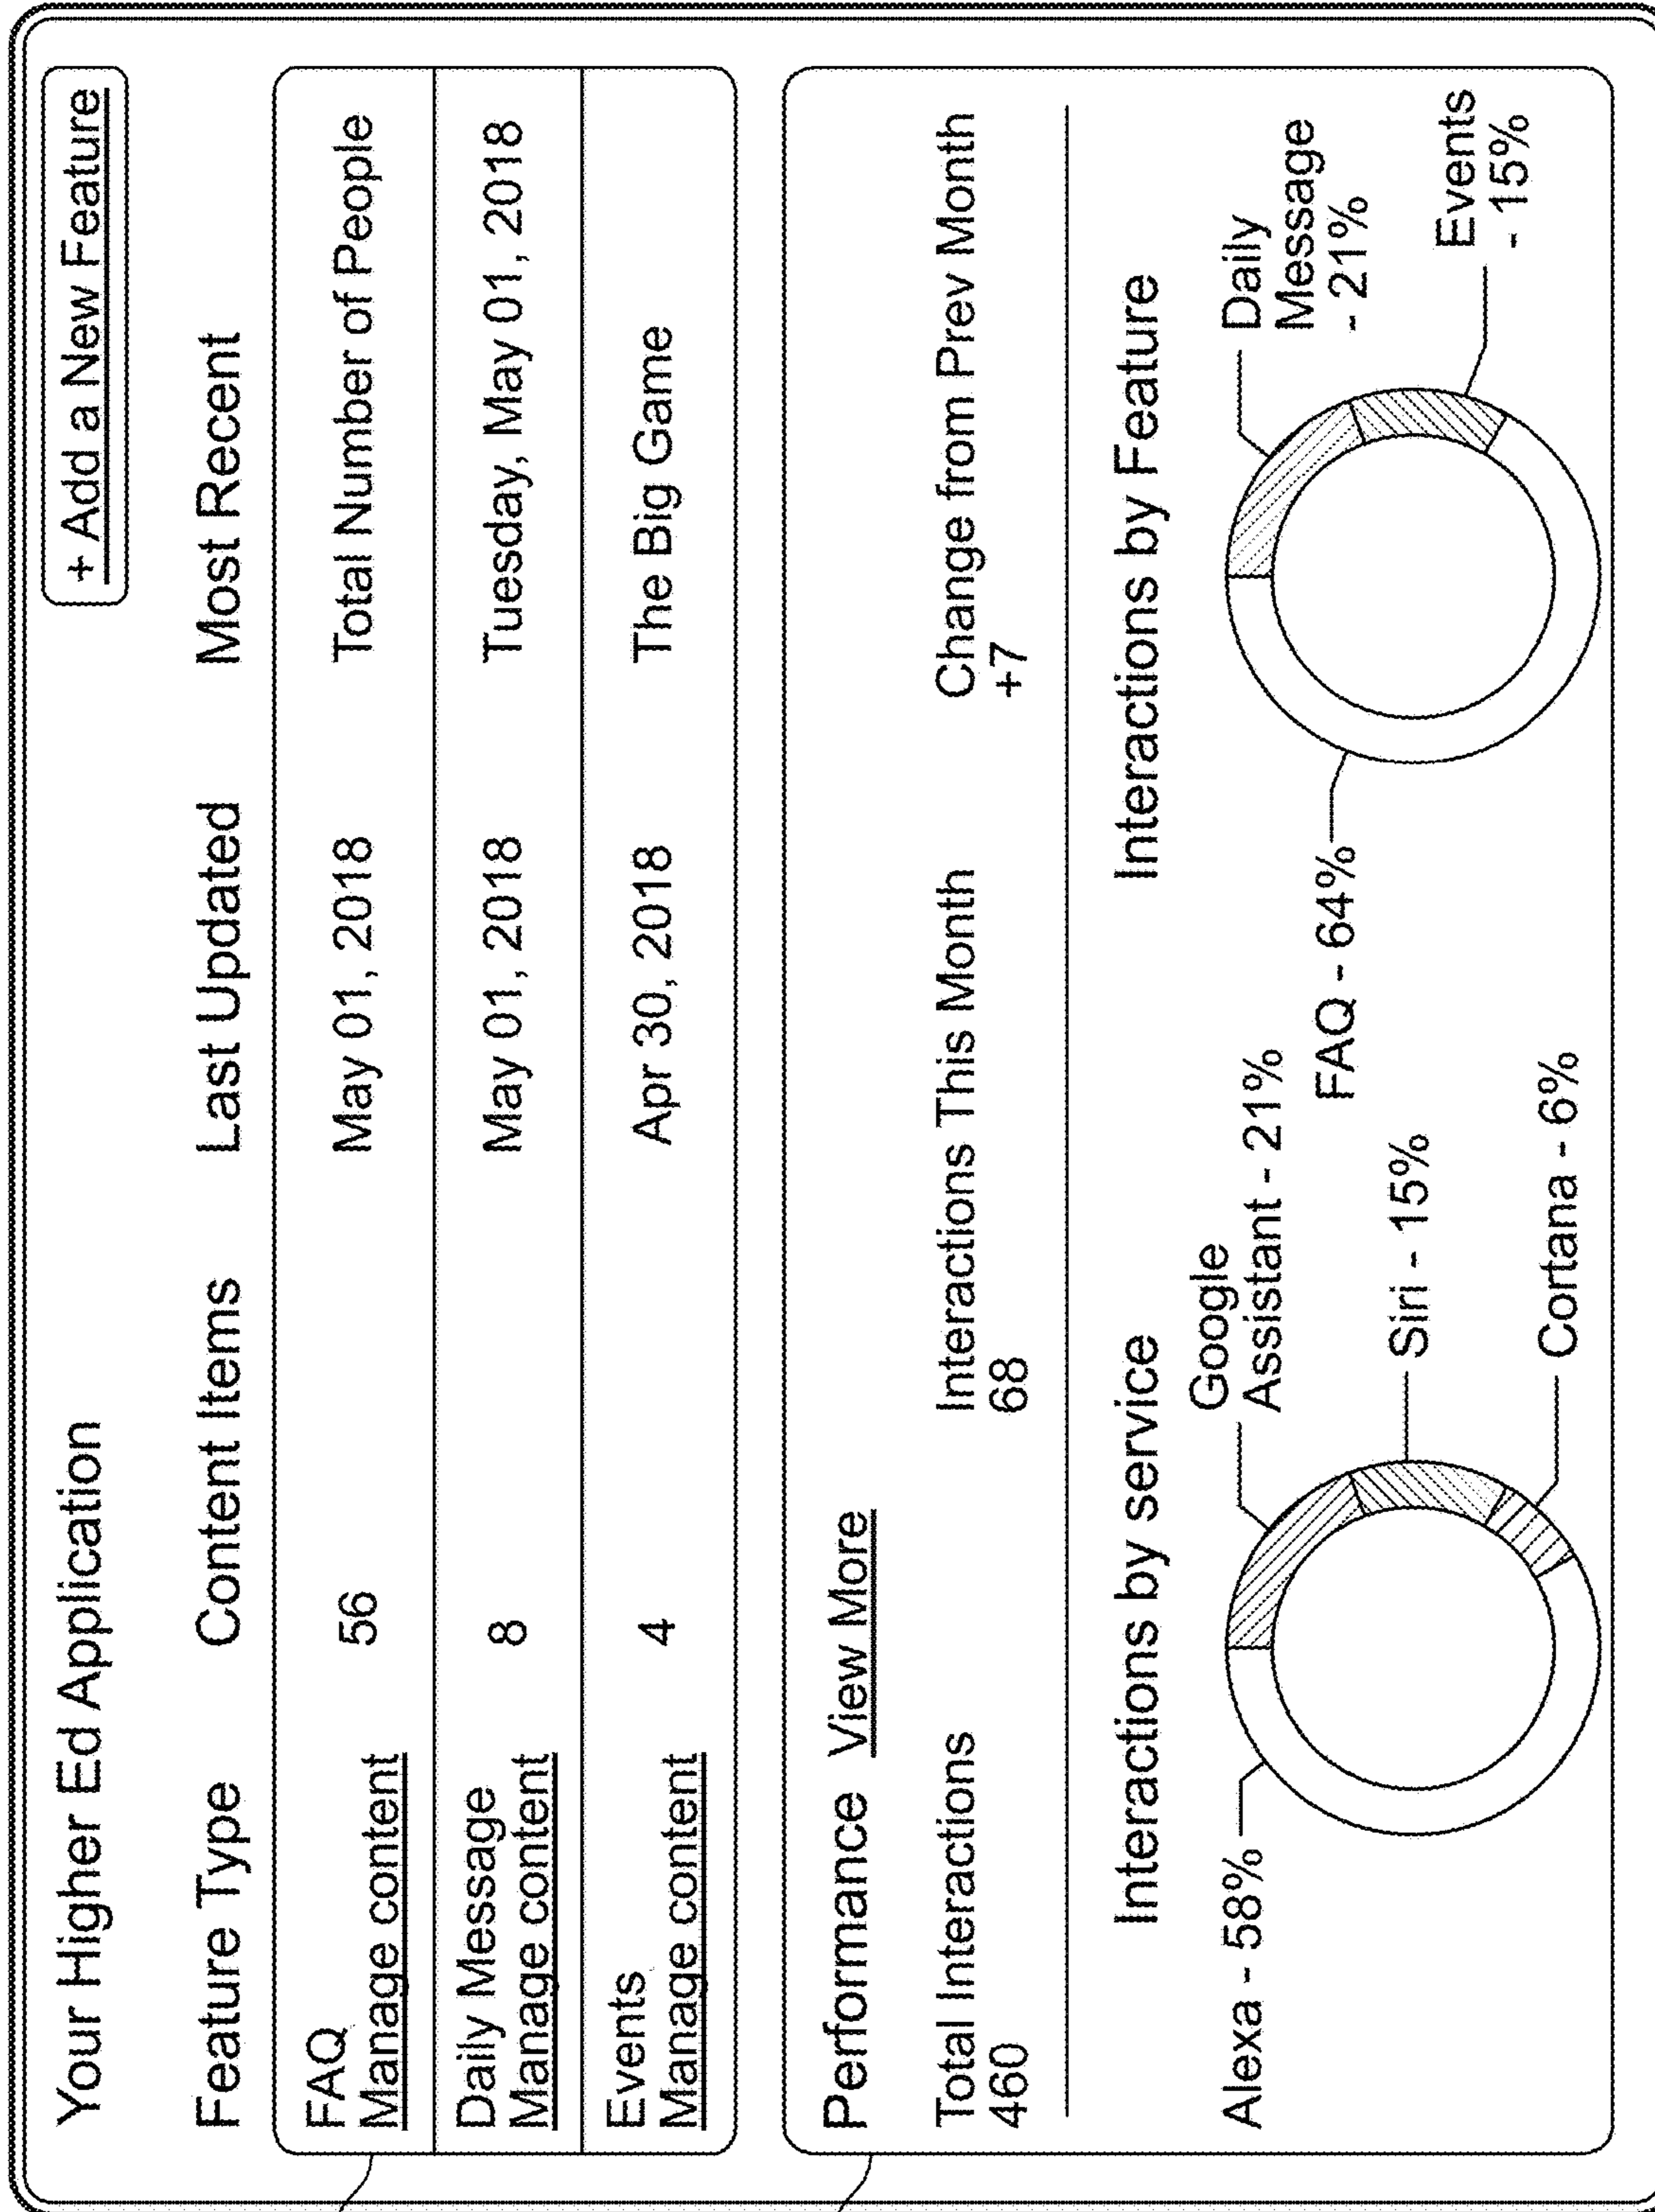 Your Higher Ed Application
+ Add a New Feature
Feature Type Content Items Last Updated Most Recent
FAQ
Manage content
56 May 01, 2018 Total Number of People
Daily Message
Manage content
8 May 01, 2018 Tuesday, May 01, 2018
Events
Manage content
4 Apr 30, 2018 The Big Game
Performance View More
Total Interactions
460
Interactions This Month
68
Change from Prev Month
+7
Interactions by service
Alexa - 58%
Google
Assistant - 21%
Siri - 15%
Cortana - 6%
Interactions by Feature
FAQ - 64%
Daily
Message
- 21%
Events
- 15%